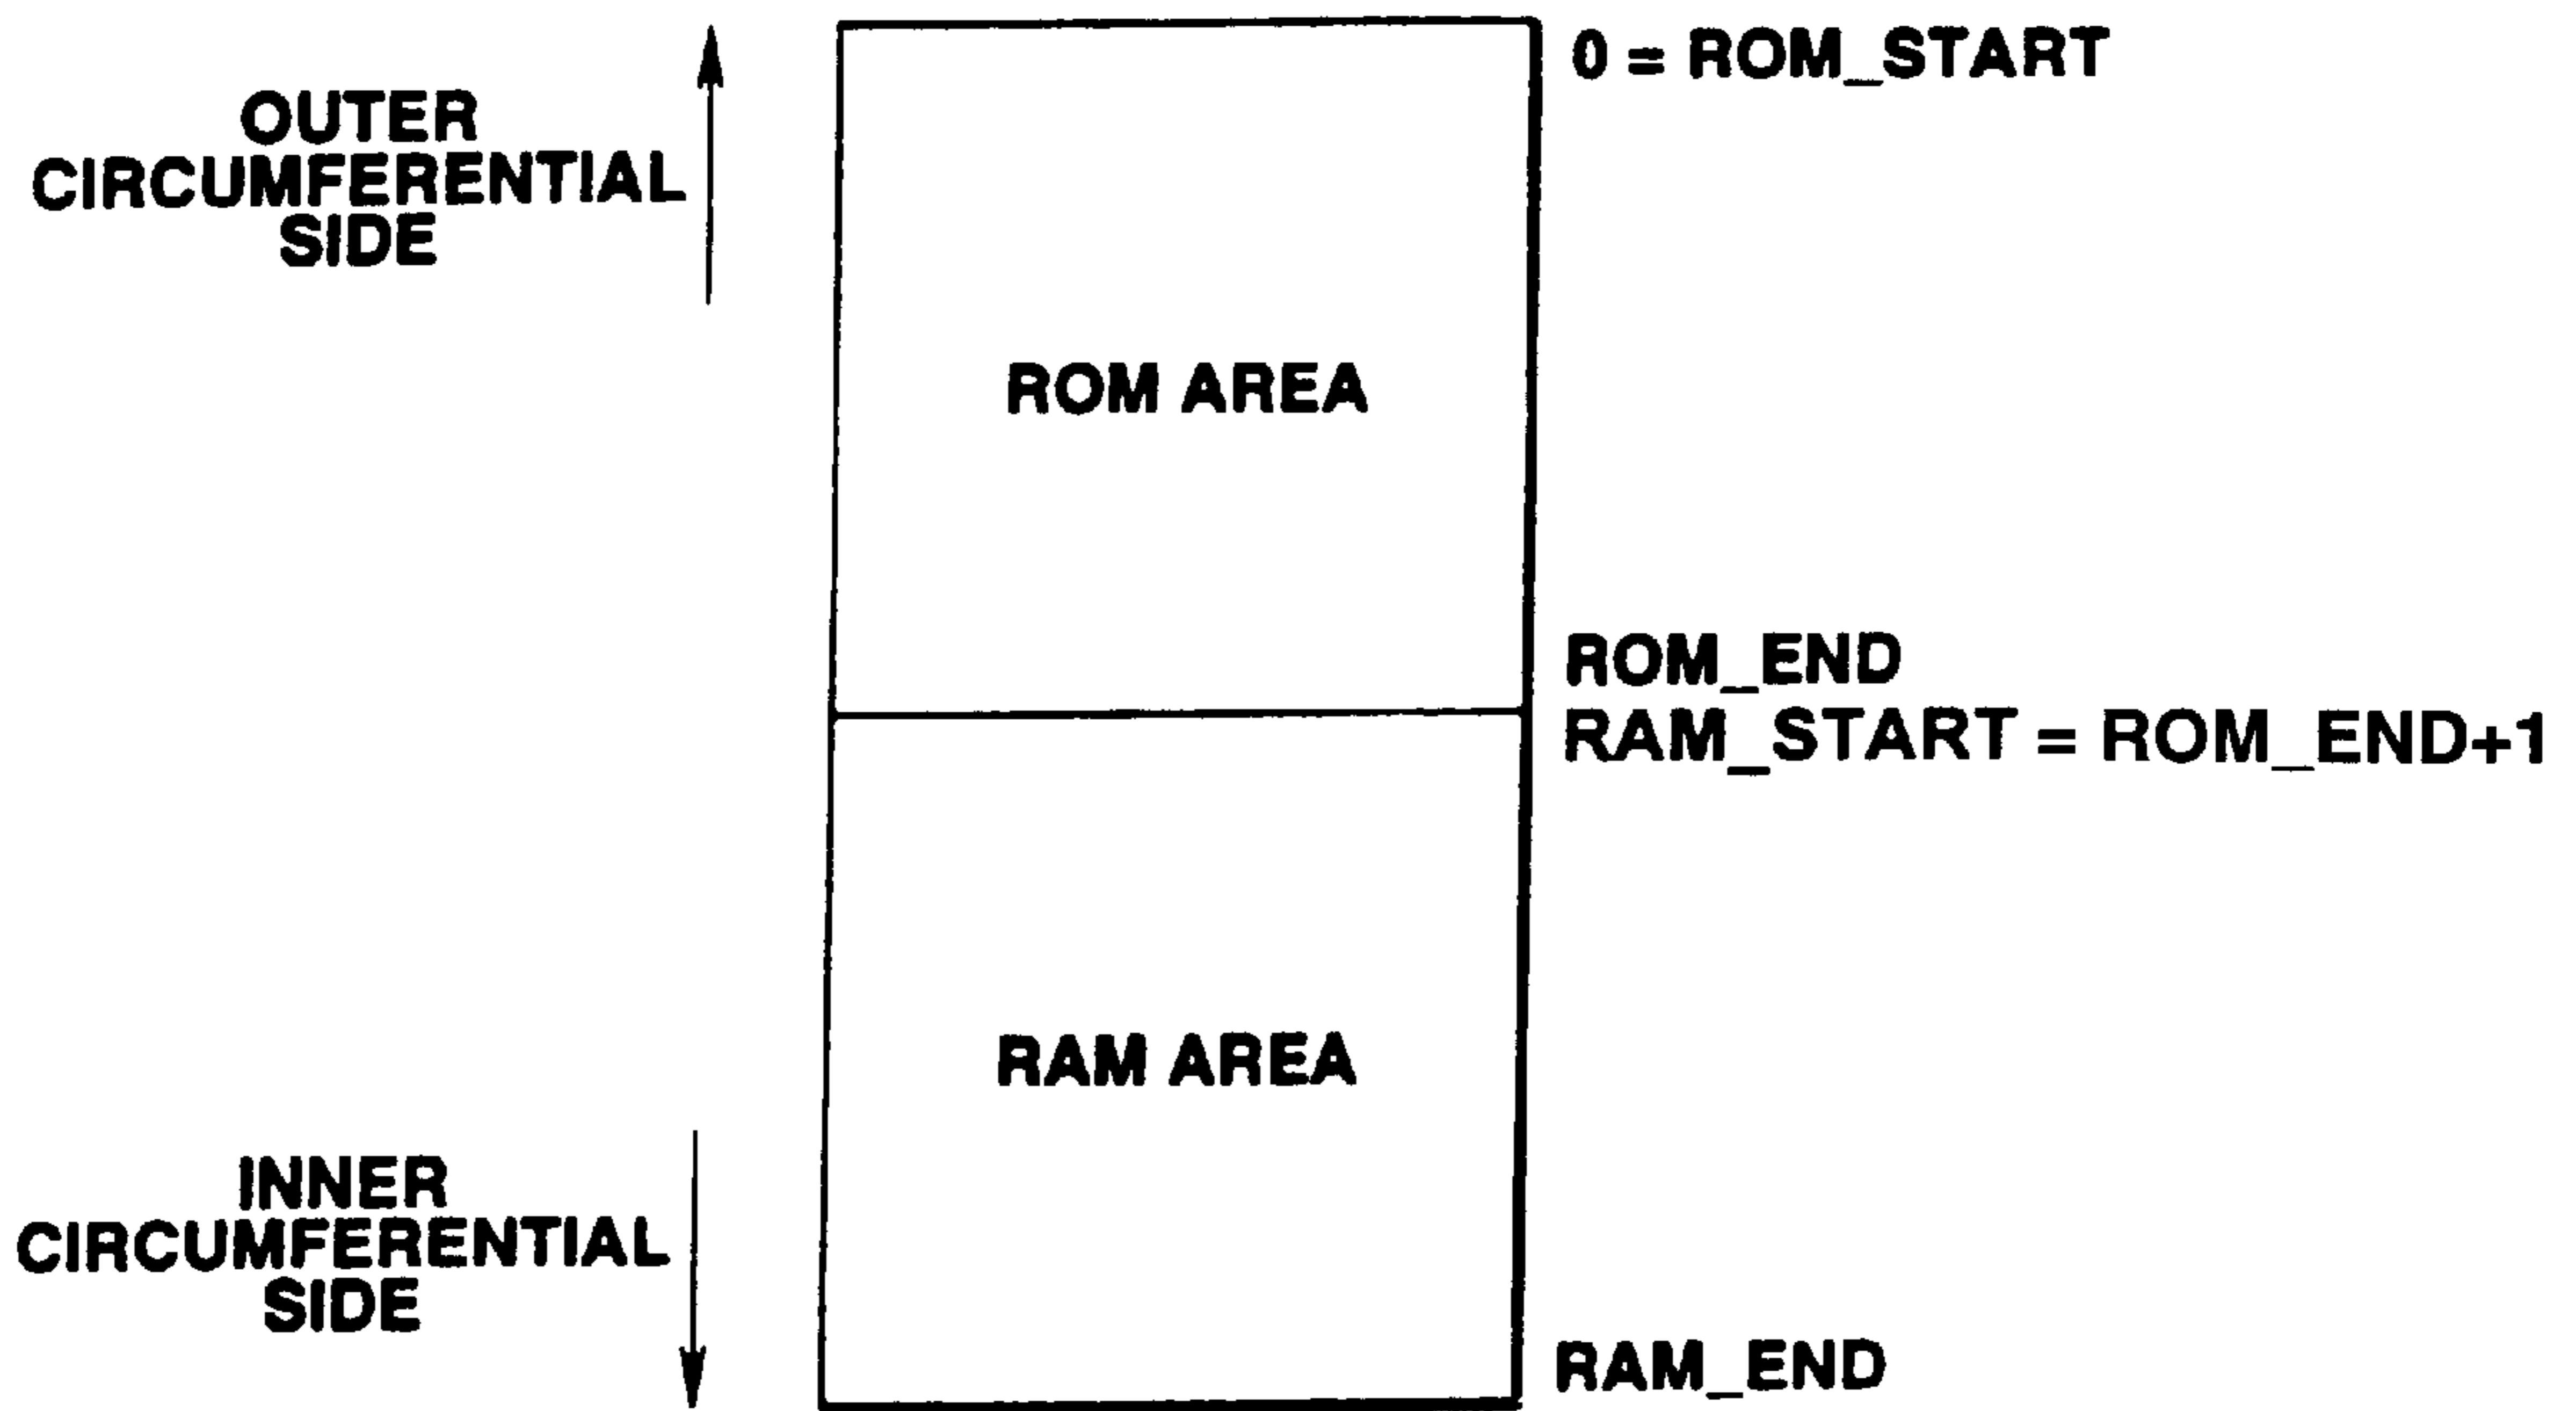 0 = ROM_START
OUTER
CIRCUMFERENTIAL
SIDE
ROM AREA
ROM_END
RAM_START = ROM_END+1
RAM AREA
INNER
CIRCUMFERENTIAL
SIDE
RAM_END